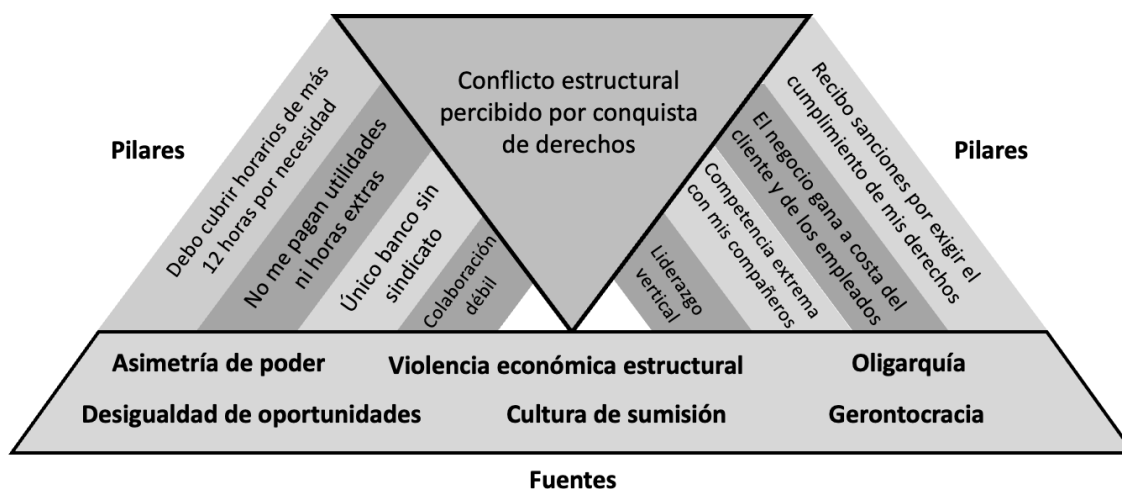 Conflicto estructural
percibido por conquista
de derechos
Pilares
Debo cubrir horarios de más
12 horas por necesidad
No me pagan utilidades
ni horas extras
Único banco sin
sindicato
Colaboración
débil
Liderazgo
vertical
Competencia extrema
con mis compañeros
El negocio gana a costa del
cliente y de los empleados
Recibo sanciones por exigir el
cumplimiento de mis derechos
Pilares
Asimetría de poder
Violencia económica estructural
Oligarquía
Desigualdad de oportunidades
Cultura de sumisión
Gerontocracia
Fuentes